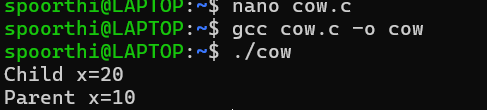 spoorthi@LAPTOP:~$ nano cow.c
spoorthi@LAPTOP:~$ gcc cow.c -o cow
spoorthi@LAPTOP:~$ ./cow
Child x=20
Parent x=10